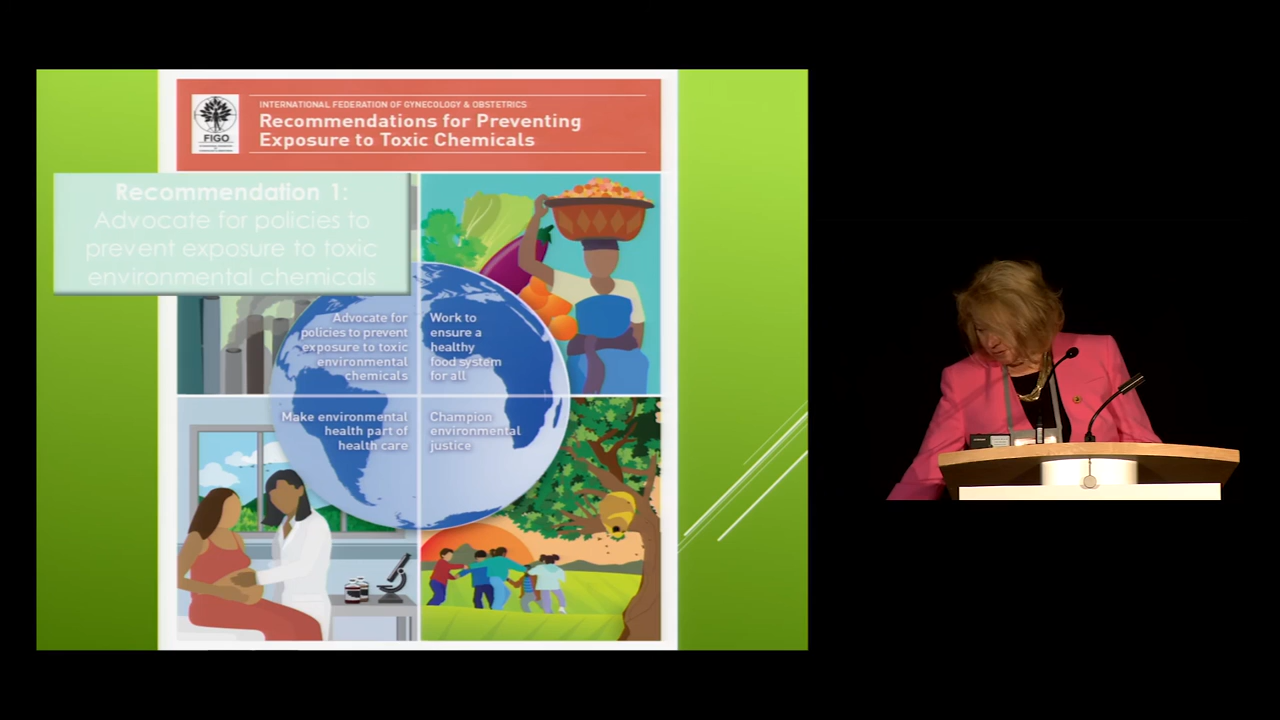 INTERNATIONAL FEDERATION OF GYNECOLOGY & OBSTETRICS
Recommendations for Preventing
Exposure to Toxic Chemicals
FIGO
Recommendation 1:
Advocate for policies to
prevent exposure to toxic
environmental chemicals
Advocate for
policies to prevent
exposure to toxic
environmental
chemicals
Work to
ensure a
healthy
food system
for all
Make environmental
health part of
health care
Champion
environmental
justice